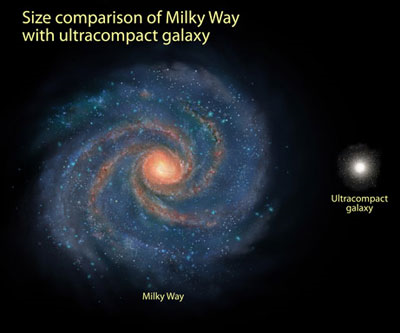 Size comparison of Milky Way
with ultracompact galaxy
Ultracompact
galaxy
Milky Way